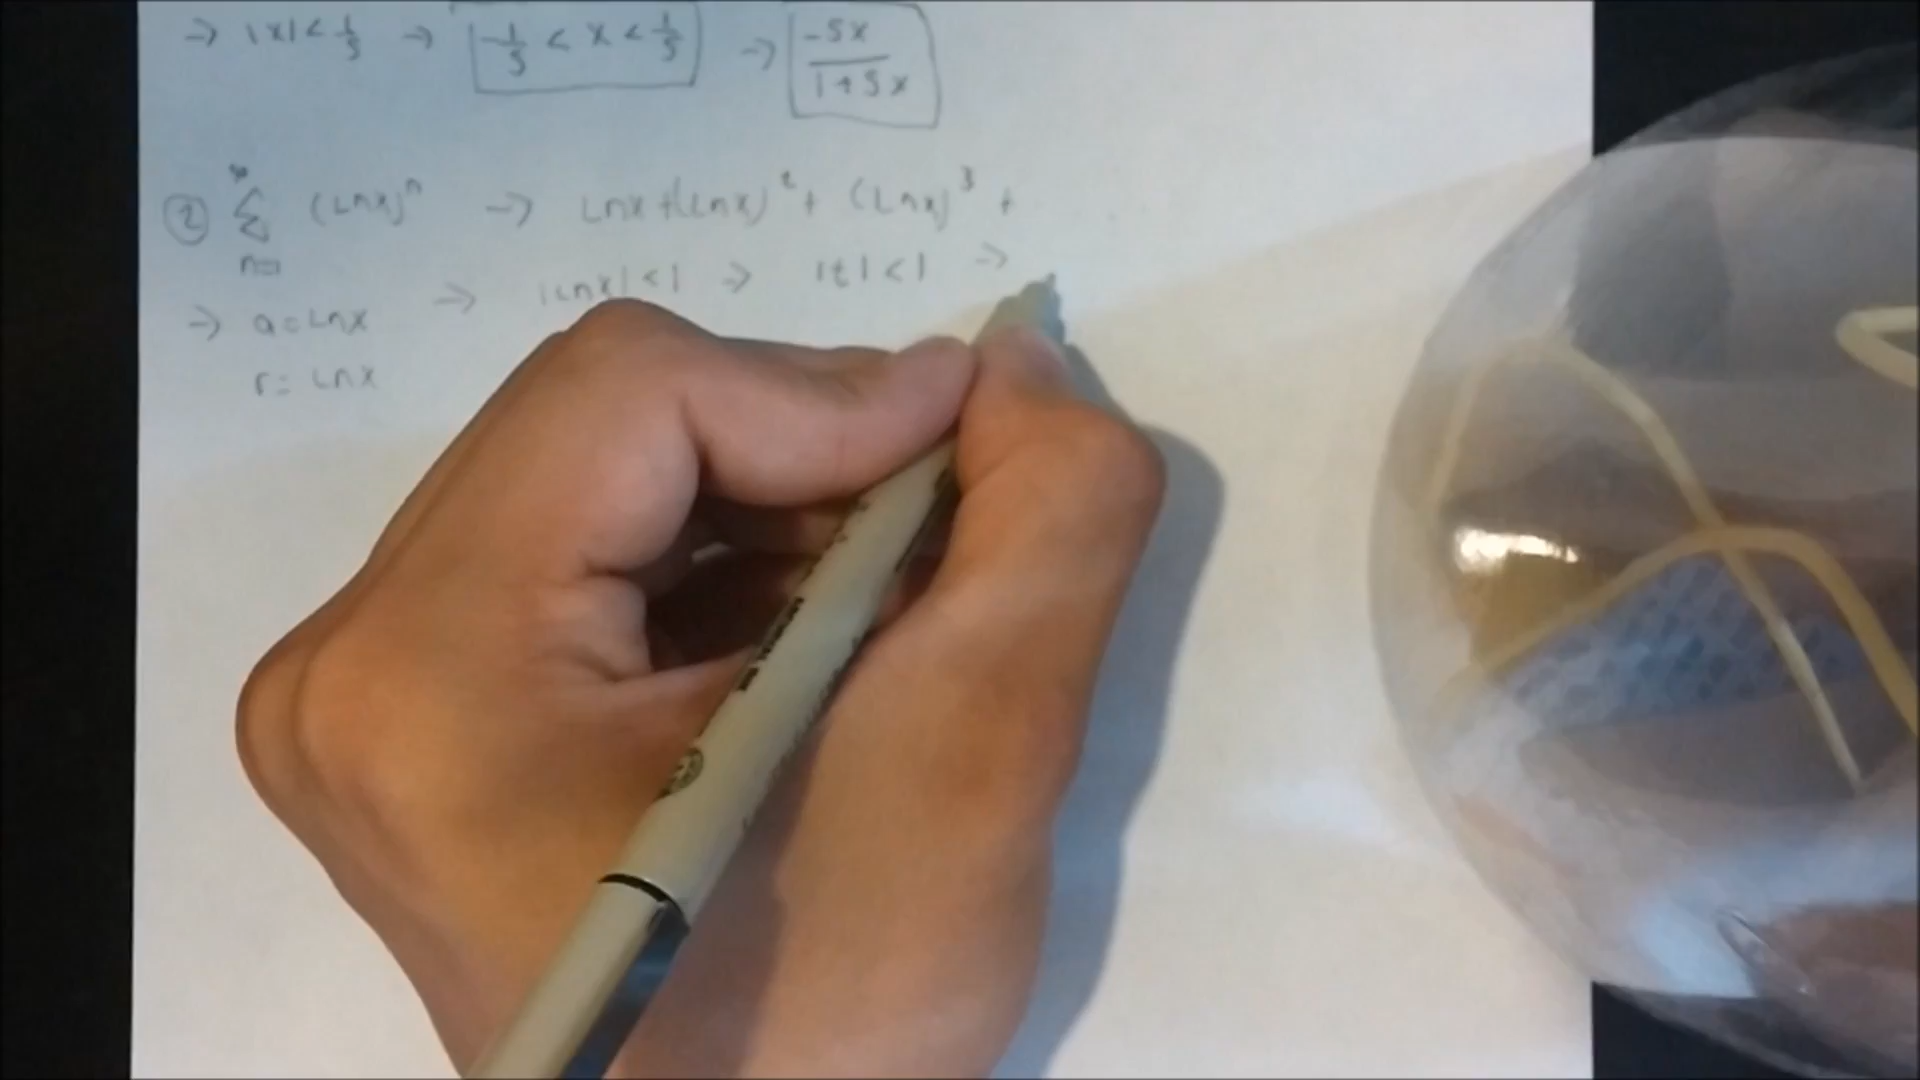 → |x| < 1/5 → -1/5 < x < 1/5 → -5x/1+5x
② ∞ Σ n=1 (Lnx)ⁿ → Lnx + (Lnx)² + (Lnx)³ + ...
→ a = Lnx → |Lnx| < 1 → |t| < 1 →
r = Lnx